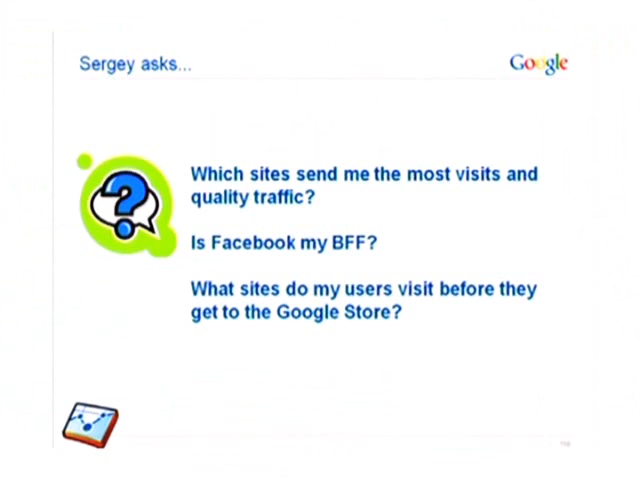 Sergey asks...
Google
Which sites send me the most visits and
quality traffic?
Is Facebook my BFF?
What sites do my users visit before they
get to the Google Store?